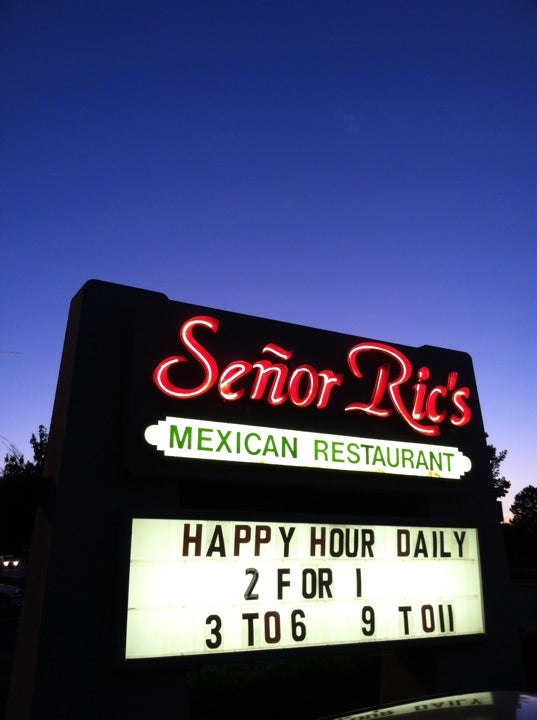 Señor Ric's
MEXICAN RESTAURANT
HAPPY HOUR DAILY
2 FOR 1
3 TO 6 9 TO 11